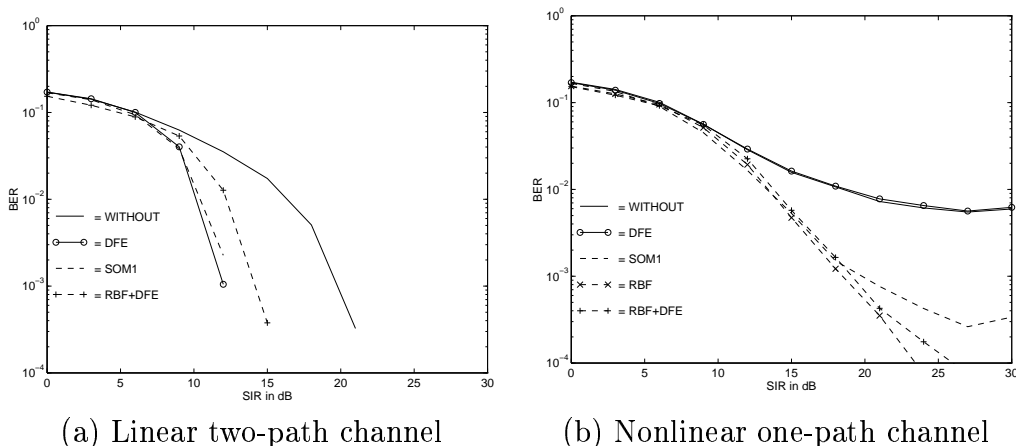 10^0
10^-1
10^-2
10^-3
10^-4
BER
= WITHOUT
= DFE
= SOM1
= RBF+DFE
0 5 10 15 20 25 30
SIR in dB
(a) Linear two-path channel
10^0
10^-1
10^-2
10^-3
10^-4
BER
= WITHOUT
= DFE
= SOM1
= RBF
= RBF+DFE
0 5 10 15 20 25 30
SIR in dB
(b) Nonlinear one-path channel